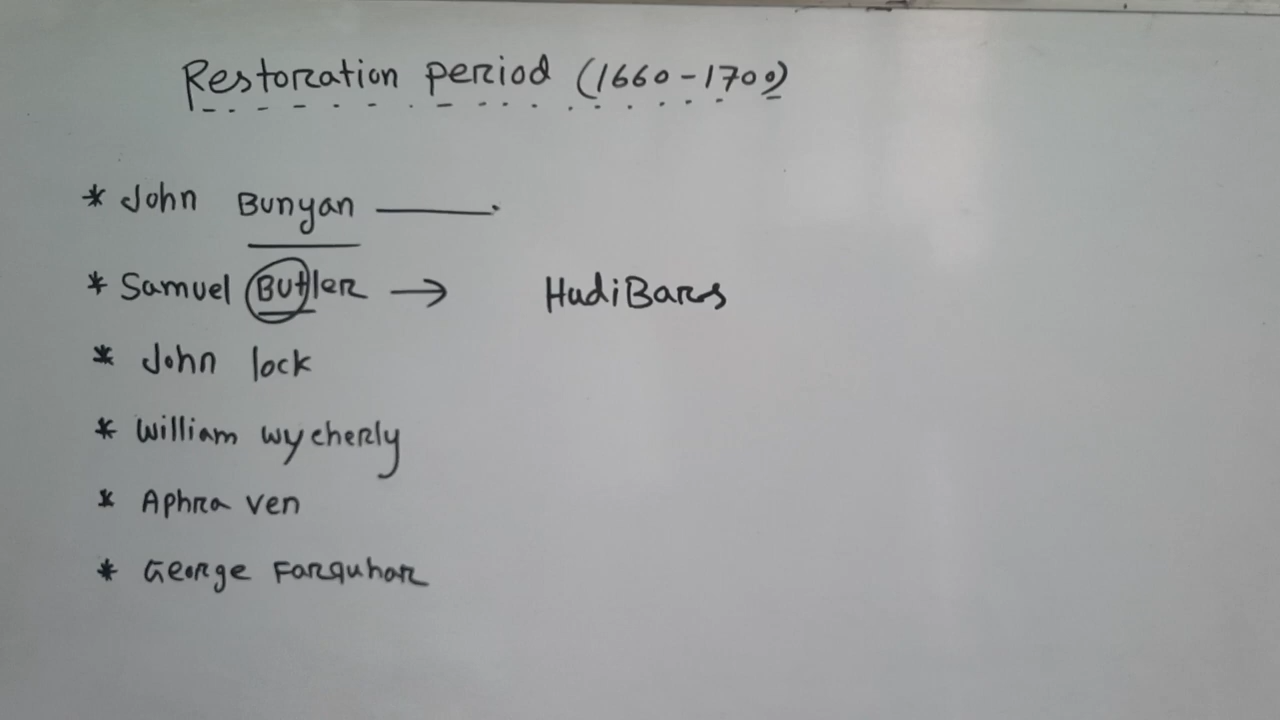 Restoration period (1660-1700)
* John Bunyan
* Samuel Butler → HudiBars
* John lock
* William wycherly
* Aphra ven
* George Farquhar